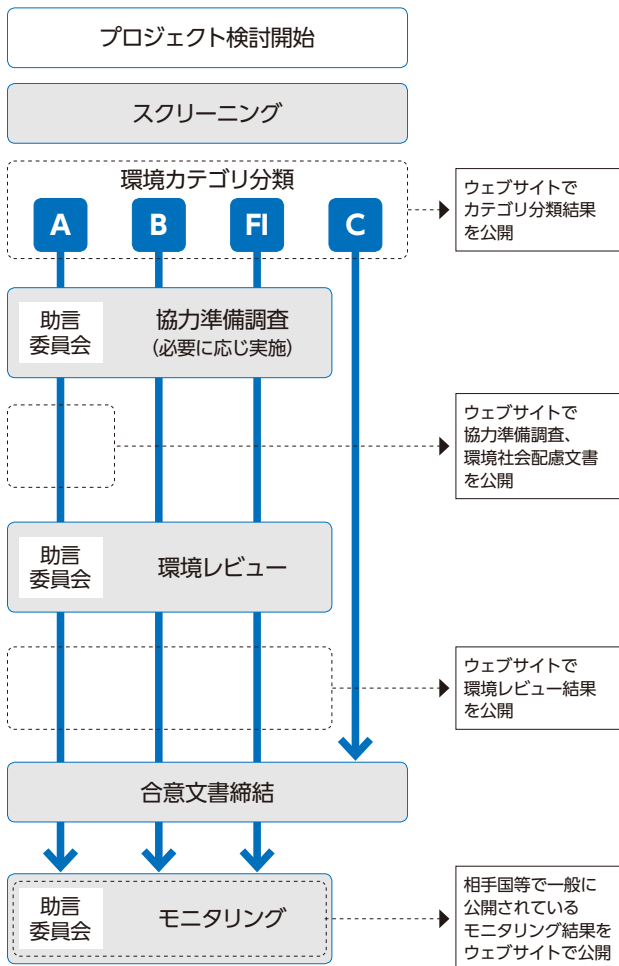 プロジェクト検討開始
スクリーニング
環境カテゴリ分類
A
B
FI
C
ウェブサイトで
カテゴリ分類結果
を公開
助言
委員会
協力準備調査
(必要に応じ実施)
ウェブサイトで
協力準備調査、
環境社会配慮文書
を公開
助言
委員会
環境レビュー
ウェブサイトで
環境レビュー結果
を公開
合意文書締結
助言
委員会
モニタリング
相手国等で一般に
公開されている
モニタリング結果を
ウェブサイトで公開